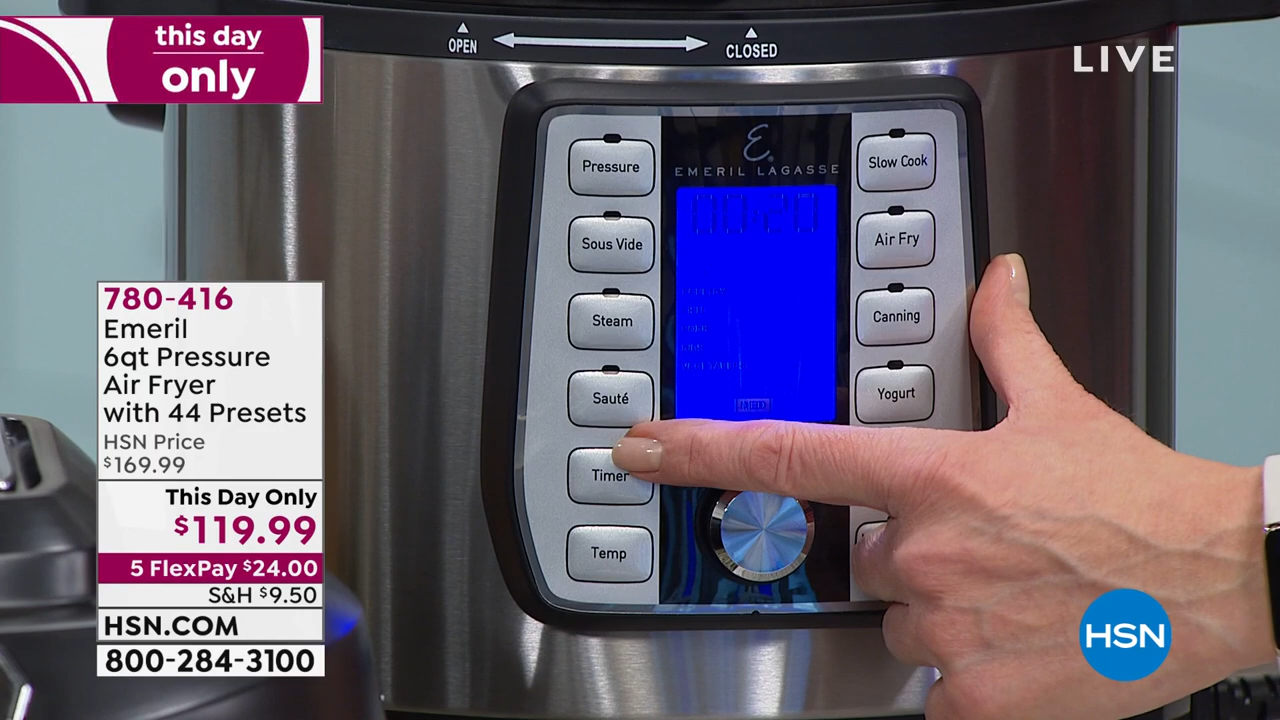 this day
only
OPEN
CLOSED
LIVE
Pressure
Sous Vide
Steam
Sauté
Timer
Temp
E
EMERIL LAGASSE
00:20
Slow Cook
Air Fry
Canning
Yogurt
780-416
Emeril
6qt Pressure
Air Fryer
with 44 Presets
HSN Price
$169.99
This Day Only
$119.99
5 FlexPay $24.00
S&H $9.50
HSN.COM
800-284-3100
HSN